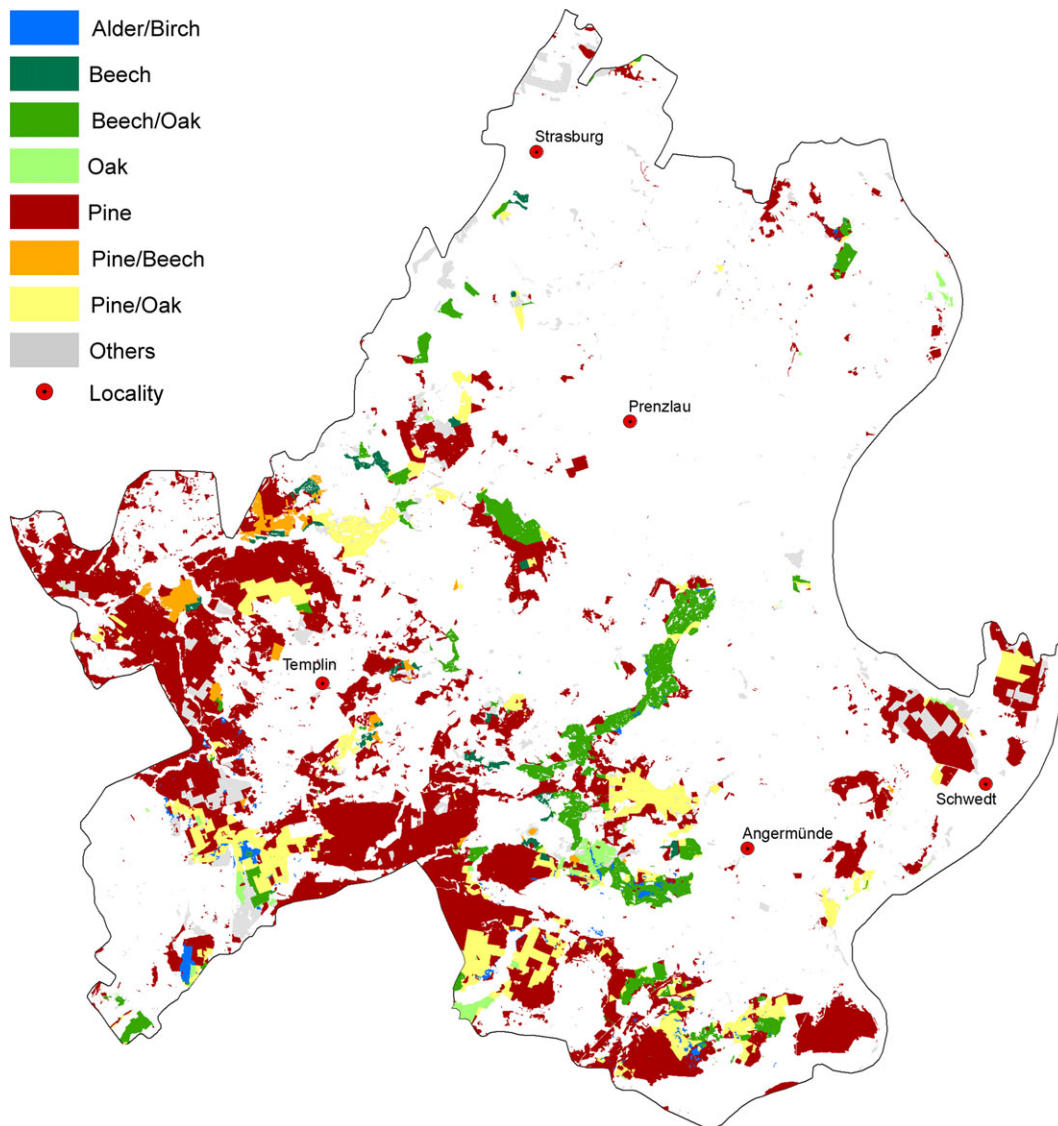 Alder/Birch
Beech
Beech/Oak
Oak
Pine
Pine/Beech
Pine/Oak
Others
Locality
Strasburg
Prenzlau
Templin
Schwedt
Angermünde